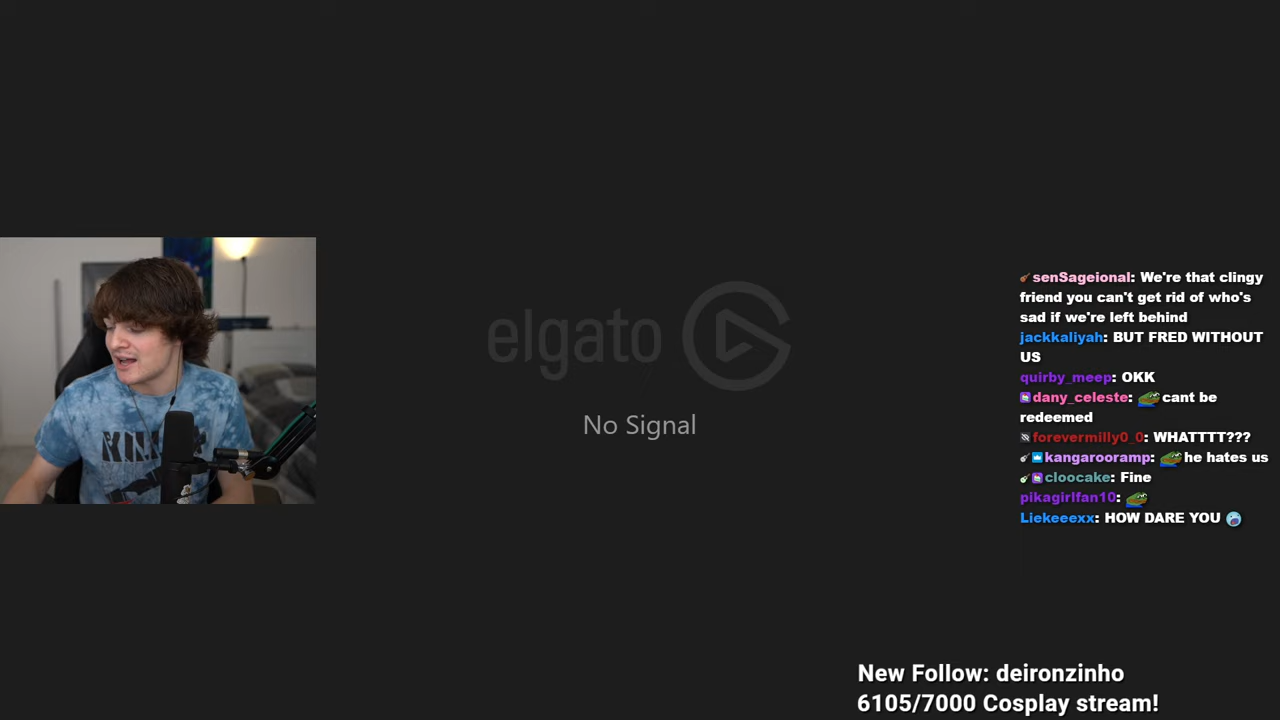 elgato
No Signal
KILL
senSageional: We're that clingy
friend you can't get rid of who's
sad if we're left behind
jackkaliyah: BUT FRED WITHOUT
US
quirby_meep: OKK
dany_celeste: cant be
redeemed
forevermilly0_0: WHATTTT???
kangarooramp: he hates us
cloocake: Fine
pikagirlfan10:
Liekeeexx: HOW DARE YOU
New Follow: deironzinho
6105/7000 Cosplay stream!